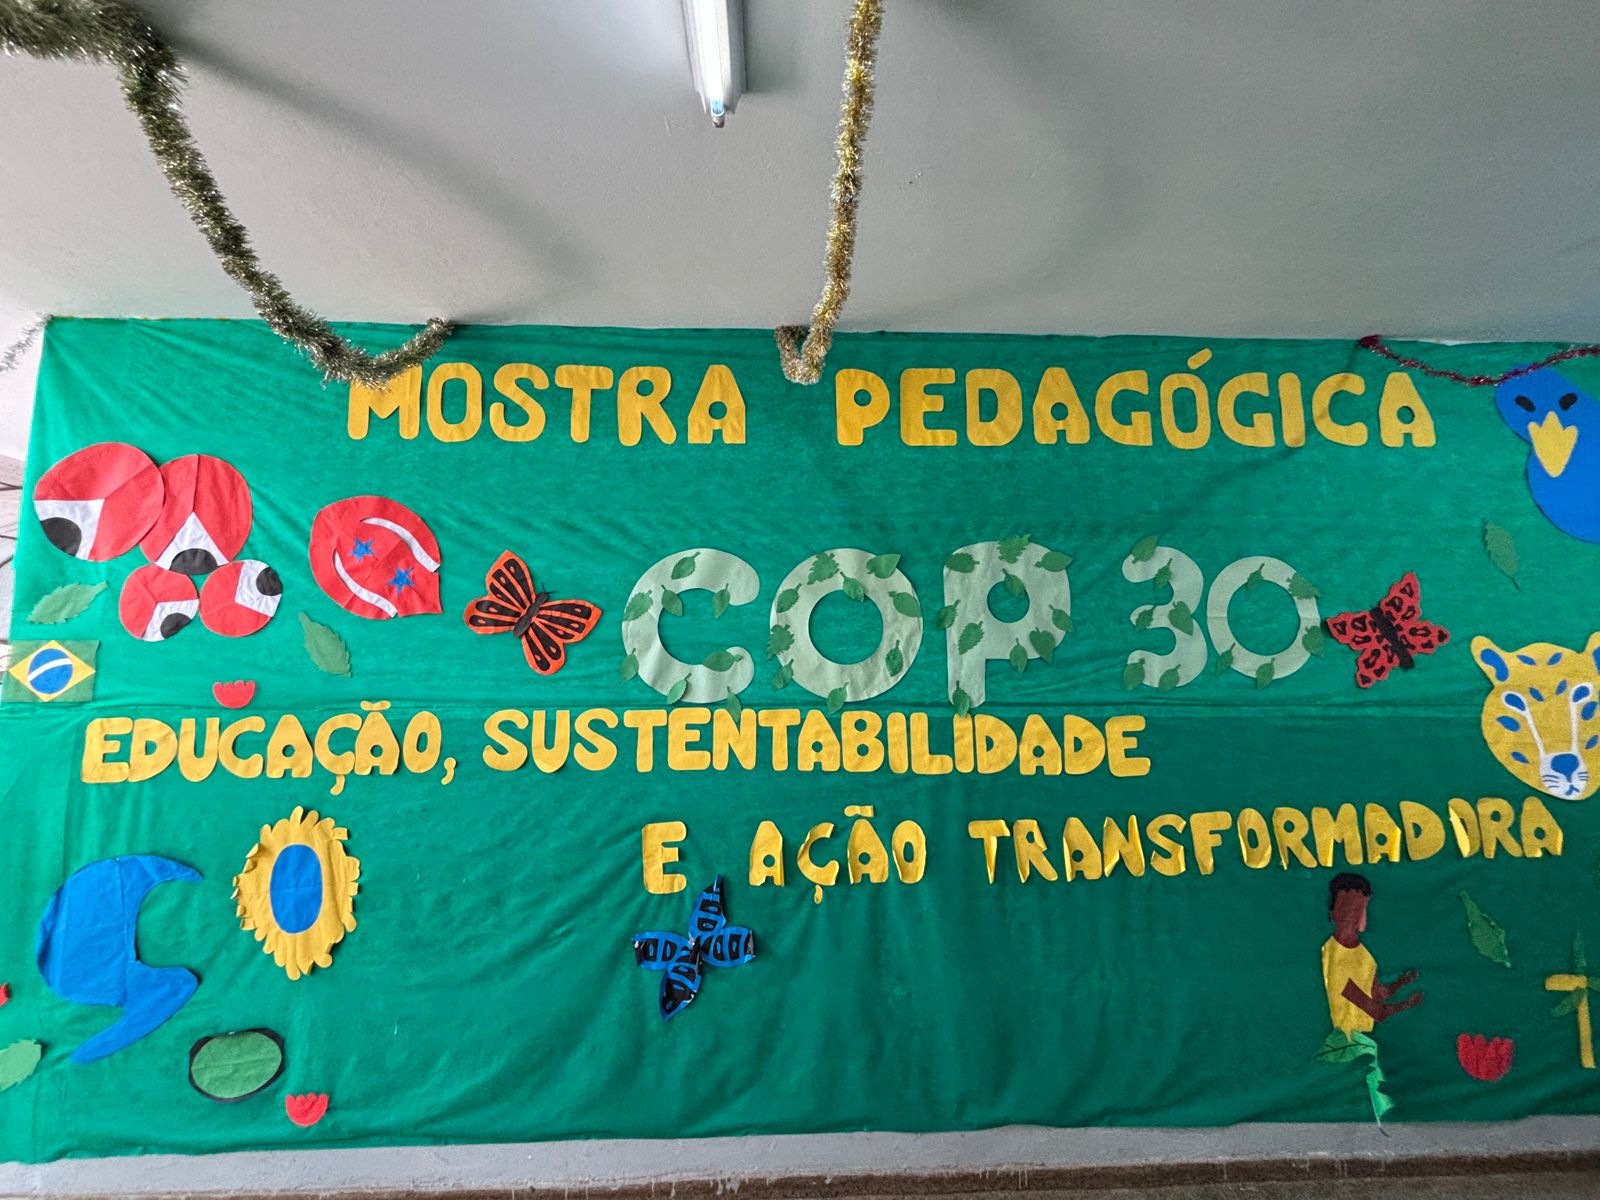 MOSTRA PEDAGÓGICA
COP 30
EDUCAÇÃO, SUSTENTABILIDADE
E AÇÃO TRANSFORMADORA